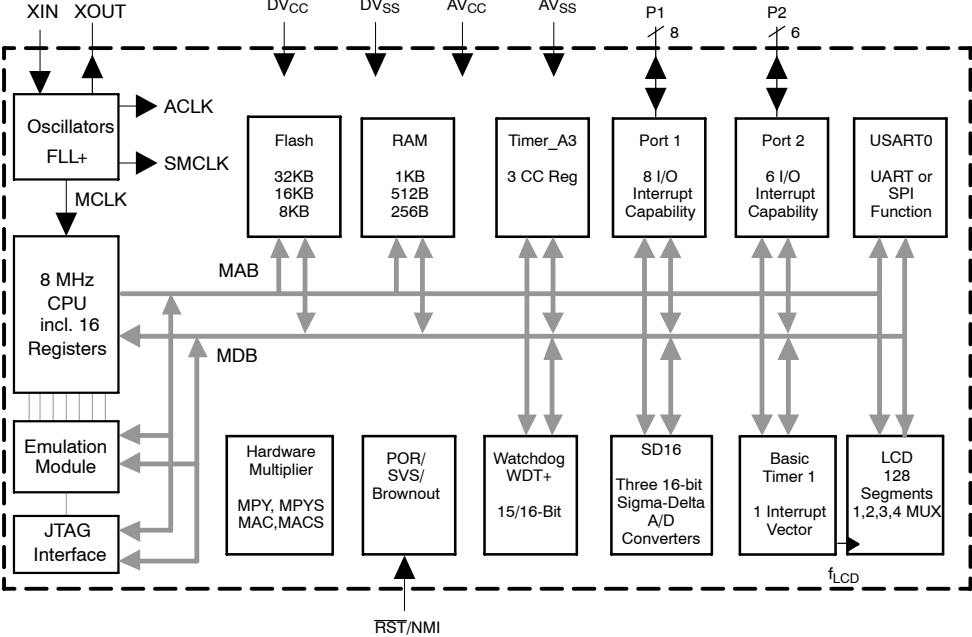 XIN XOUT DVCC DVSS AVCC AVSS P1 P2
8 6
Oscillators
FLL+
ACLK
SMCLK
MCLK
Flash
32KB
16KB
8KB
RAM
1KB
512B
256B
Timer_A3
3 CC Reg
Port 1
8 I/O
Interrupt
Capability
Port 2
6 I/O
Interrupt
Capability
USART0
UART or
SPI
Function
8 MHz
CPU
incl. 16
Registers
MAB
MDB
Emulation
Module
JTAG
Interface
Hardware
Multiplier
MPY, MPYS
MAC,MACS
POR/
SVS/
Brownout
Watchdog
WDT+
15/16-Bit
SD16
Three 16-bit
Sigma-Delta
A/D
Converters
Basic
Timer 1
1 Interrupt
Vector
LCD
128
Segments
1,2,3,4 MUX
fLCD
RST/NMI